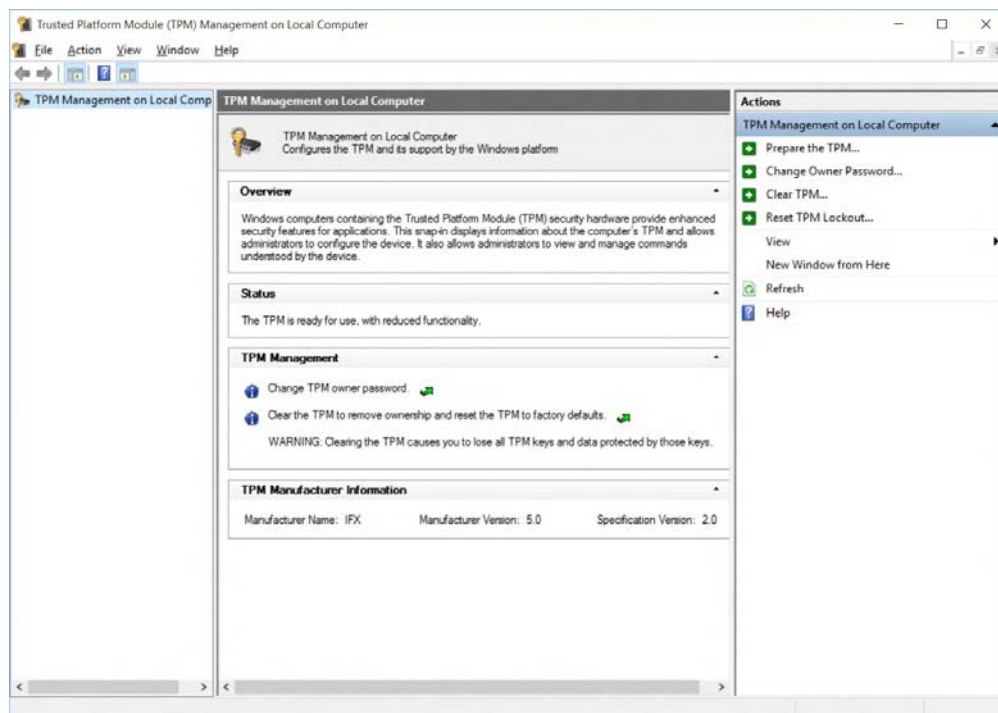 Trusted Platform Module (TPM) Management on Local Computer
File Action View Window Help
TPM Management on Local Comp
TPM Management on Local Computer
TPM Management on Local Computer
Configures the TPM and its support by the Windows platform
Overview
Windows computers containing the Trusted Platform Module (TPM) security hardware provide enhanced
security features for applications. This snap-in displays information about the computer's TPM and allows
administrators to configure the device. It also allows administrators to view and manage commands
understood by the device.
Status
The TPM is ready for use, with reduced functionality.
TPM Management
Change TPM owner password.
Clear the TPM to remove ownership and reset the TPM to factory defaults.
WARNING: Clearing the TPM causes you to lose all TPM keys and data protected by those keys.
TPM Manufacturer Information
Manufacturer Name: IFX Manufacturer Version: 5.0 Specification Version: 2.0
Actions
TPM Management on Local Computer
Prepare the TPM...
Change Owner Password...
Clear TPM...
Reset TPM Lockout...
View
New Window from Here
Refresh
Help